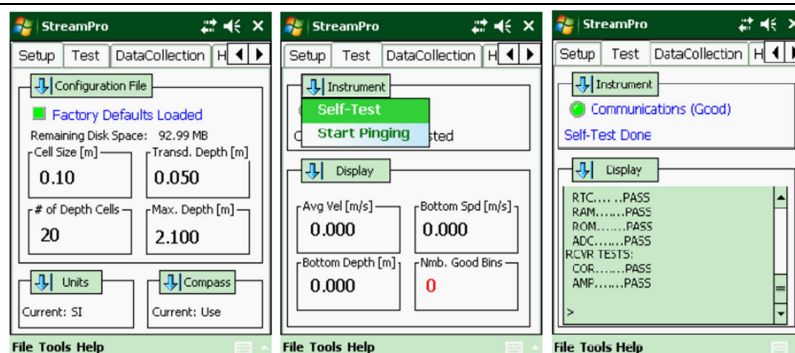 StreamPro
Setup Test DataCollection H
Configuration File
Factory Defaults Loaded
Remaining Disk Space: 92.99 MB
Cell Size [m] Transd. Depth [m]
0.10 0.050
# of Depth Cells Max. Depth [m]
20 2.100
Units Compass
Current: SI Current: Use
File Tools Help
StreamPro
Setup Test DataCollection H
Instrument
Self-Test
Start Pinging
C sted
Display
Avg Vel [m/s] Bottom Spd [m/s]
0.000 0.000
Bottom Depth [m] Nmb. Good Bins
0.000 0
File Tools Help
StreamPro
Setup Test DataCollection H
Instrument
Communications (Good)
Self-Test Done
Display
RTC......PASS
RAM.......PASS
ROM.......PASS
ADC.......PASS
RCVR TESTS:
COR.......PASS
AMP.......PASS
>
File Tools Help